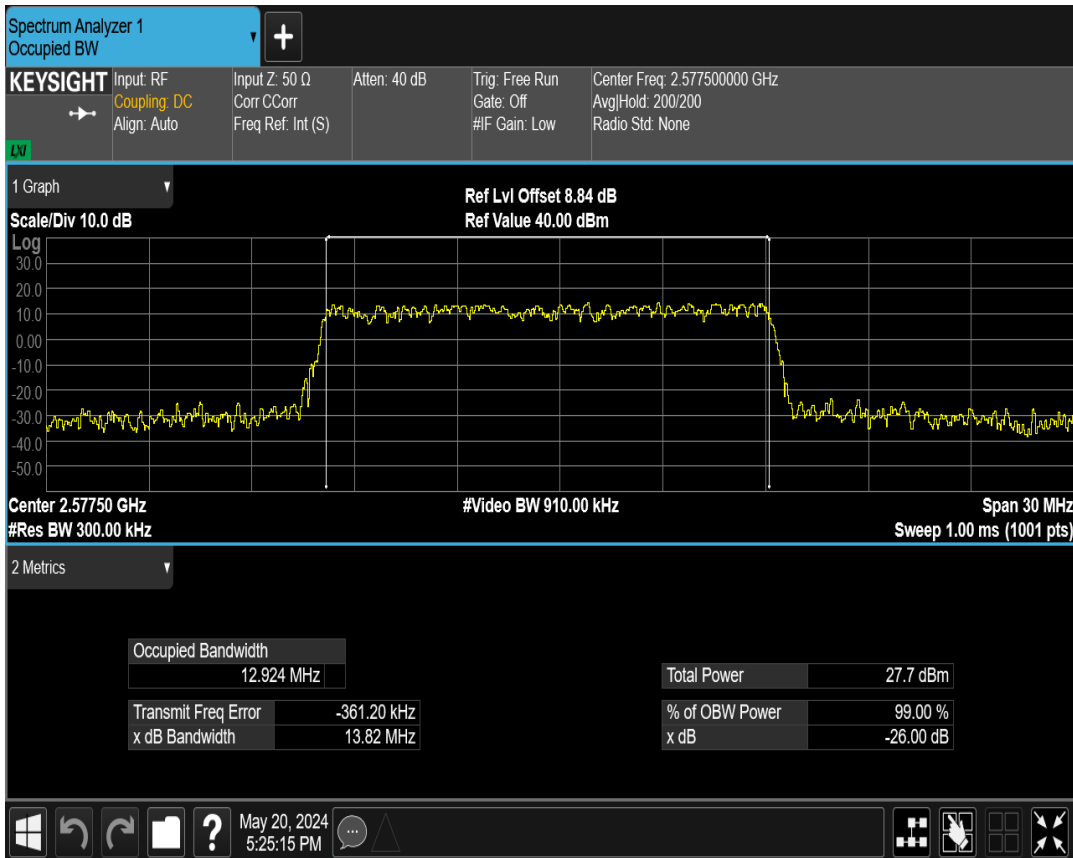 Spectrum Analyzer 1
Occupied BW
KEYSIGHT
LXI
Input: RF
Coupling: DC
Align: Auto
Input Z: 50 Ω
Corr CCorr
Freq Ref: Int (S)
Atten: 40 dB
Trig: Free Run
Gate: Off
#IF Gain: Low
Center Freq: 2.577500000 GHz
Avg|Hold: 200/200
Radio Std: None
1 Graph
Scale/Div 10.0 dB
Ref Lvl Offset 8.84 dB
Ref Value 40.00 dBm
Log
30.0
20.0
10.0
0.00
-10.0
-20.0
-30.0
-40.0
-50.0
Center 2.57750 GHz
#Res BW 300.00 kHz
#Video BW 910.00 kHz
Span 30 MHz
Sweep 1.00 ms (1001 pts)
2 Metrics
Occupied Bandwidth
12.924 MHz
Transmit Freq Error -361.20 kHz
x dB Bandwidth 13.82 MHz
Total Power 27.7 dBm
% of OBW Power 99.00 %
x dB -26.00 dB
?
May 20, 2024
5:25:15 PM